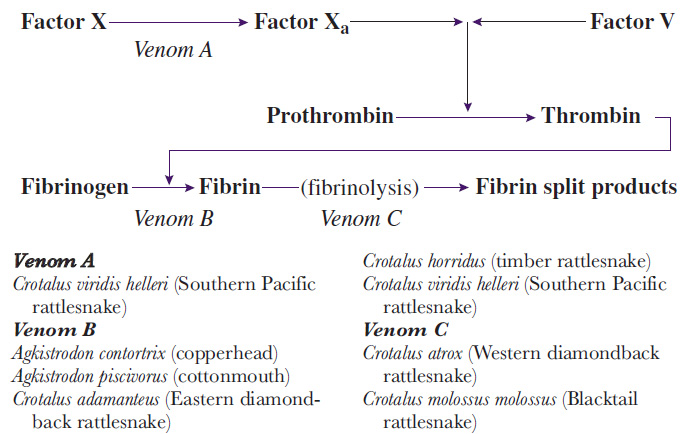 Factor X Factor Xa Factor V
Venom A
Prothrombin Thrombin
Fibrinogen Fibrin (fibrinolysis) Fibrin split products
Venom B Venom C
Venom A
Crotalus viridis helleri (Southern Pacific
rattlesnake)
Venom B
Agkistrodon contortrix (copperhead)
Agkistrodon piscivorus (cottonmouth)
Crotalus adamanteus (Eastern diamond-
back rattlesnake)
Crotalus horridus (timber rattlesnake)
Crotalus viridis helleri (Southern Pacific
rattlesnake)
Venom C
Crotalus atrox (Western diamondback
rattlesnake)
Crotalus molossus molossus (Blacktail
rattlesnake)